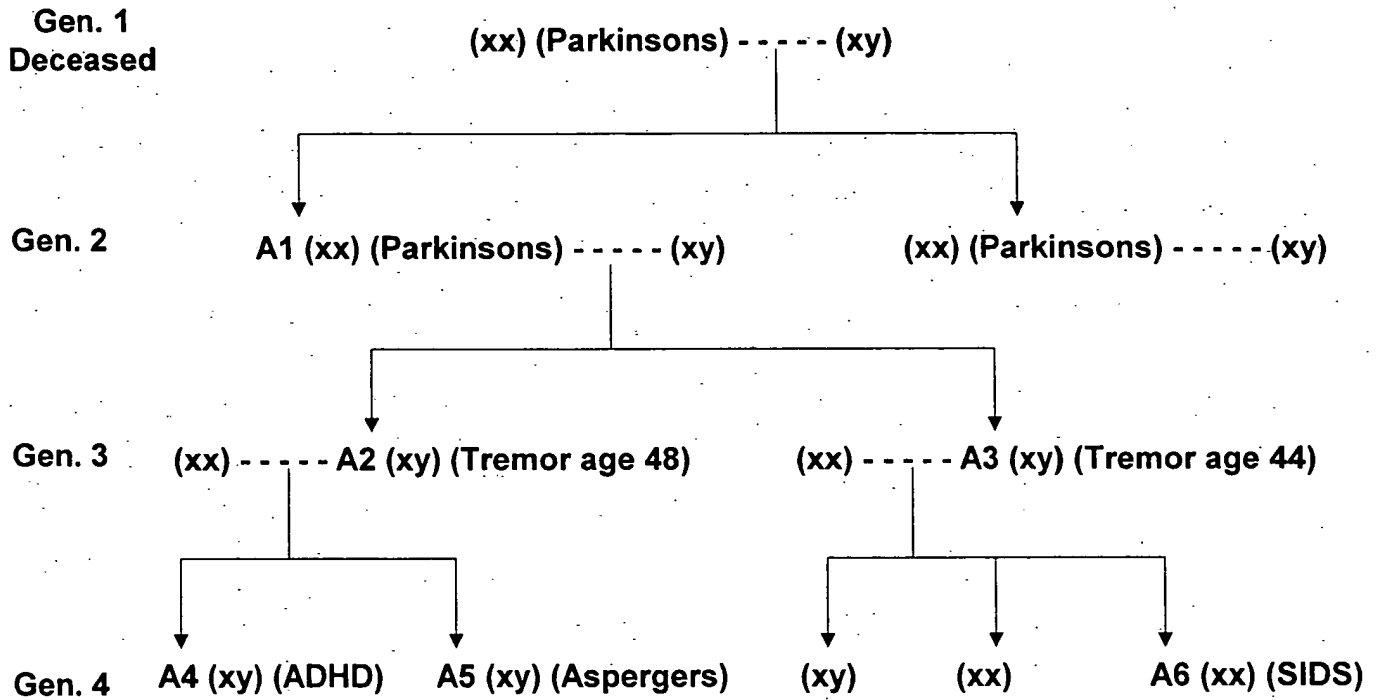 Gen. 1
Deceased
(xx) (Parkinsons) - - - - - (xy)
Gen. 2
A1 (xx) (Parkinsons) - - - - - (xy)
(xx) (Parkinsons) - - - - - (xy)
Gen. 3
(xx) - - - - - A2 (xy) (Tremor age 48)
(xx) - - - - - A3 (xy) (Tremor age 44)
Gen. 4
A4 (xy) (ADHD)
A5 (xy) (Aspergers)
(xy)
(xx)
A6 (xx) (SIDS)